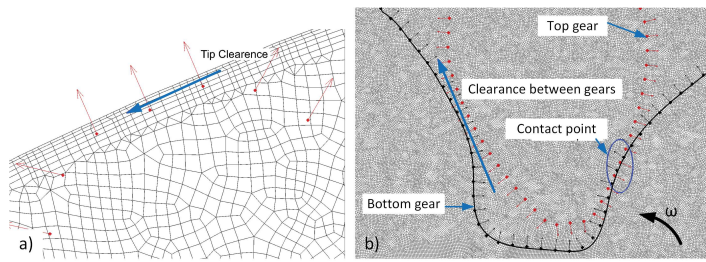 Tip Clearence
a)
Top gear
Clearance between gears
Contact point
Bottom gear
ω
b)